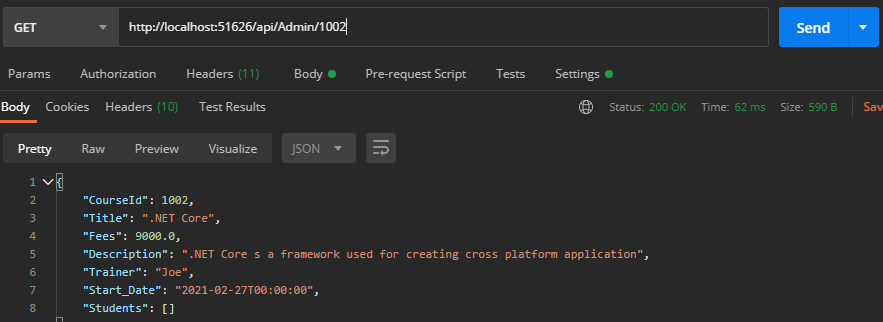 GET http://localhost:51626/api/Admin/1002 Send
Params Authorization Headers (11) Body Pre-request Script Tests Settings
Body Cookies Headers (10) Test Results Status: 200 OK Time: 62 ms Size: 590 B Sav
Pretty Raw Preview Visualize JSON
1 {
2 "CourseId": 1002,
3 "Title": ".NET Core",
4 "Fees": 9000.0,
5 "Description": ".NET Core s a framework used for creating cross platform application",
6 "Trainer": "Joe",
7 "Start_Date": "2021-02-27T00:00:00",
8 "Students": []